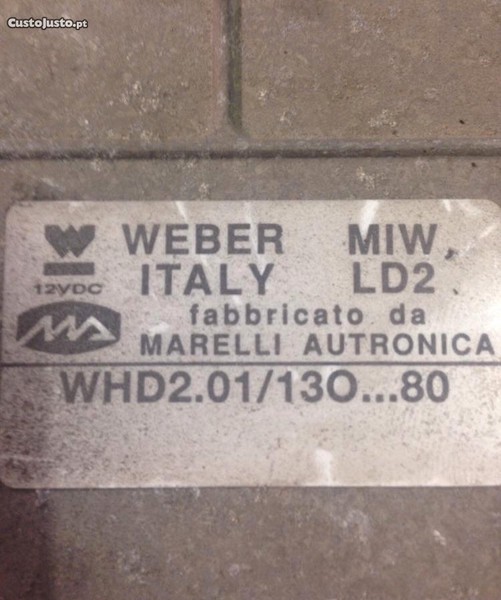 CustoJusto.pt
WEBER MIW
12VDC ITALY LD2
fabbricato da
MARELLI AUTRONICA
WHD2.01/13O...80